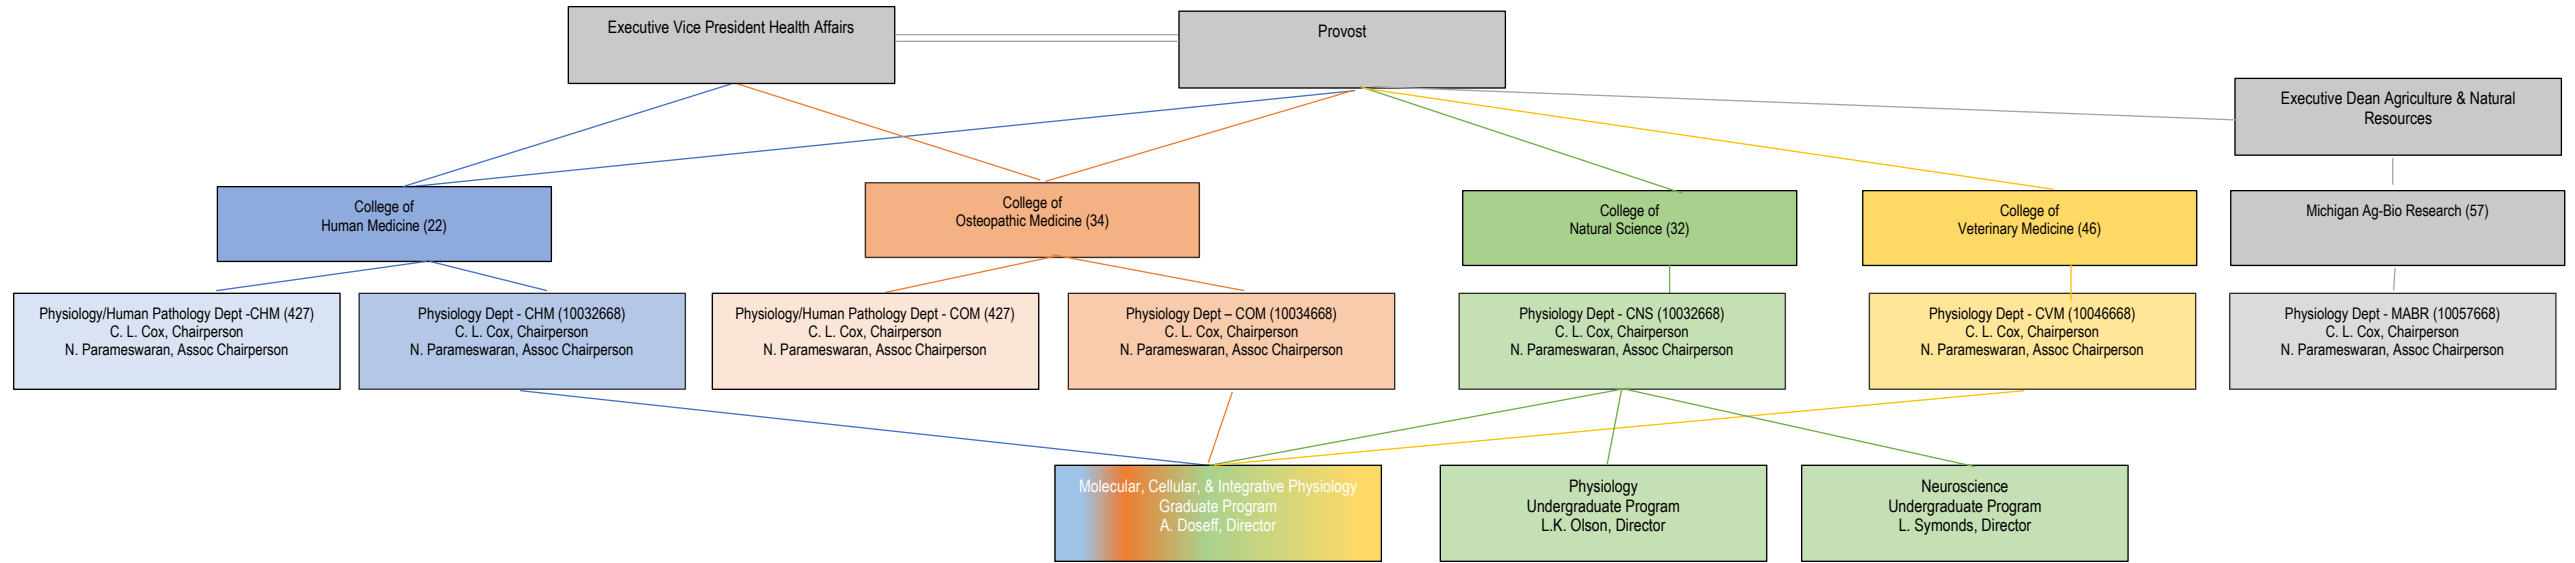 Executive Vice President Health Affairs
Provost
Executive Dean Agriculture & Natural
Resources
College of
Human Medicine (22)
College of
Osteopathic Medicine (34)
College of
Natural Science (32)
College of
Veterinary Medicine (46)
Michigan Ag-Bio Research (57)
Physiology/Human Pathology Dept -CHM (427)
C. L. Cox, Chairperson
N. Parameswaran, Assoc Chairperson
Physiology Dept - CHM (10032668)
C. L. Cox, Chairperson
N. Parameswaran, Assoc Chairperson
Physiology/Human Pathology Dept - COM (427)
C. L. Cox, Chairperson
N. Parameswaran, Assoc Chairperson
Physiology Dept – COM (10034668)
C. L. Cox, Chairperson
N. Parameswaran, Assoc Chairperson
Physiology Dept - CNS (10032668)
C. L. Cox, Chairperson
N. Parameswaran, Assoc Chairperson
Physiology Dept - CVM (10046668)
C. L. Cox, Chairperson
N. Parameswaran, Assoc Chairperson
Physiology Dept - MABR (10057668)
C. L. Cox, Chairperson
N. Parameswaran, Assoc Chairperson
Molecular, Cellular, & Integrative Physiology
Graduate Program
A. Doseff, Director
Physiology
Undergraduate Program
L.K. Olson, Director
Neuroscience
Undergraduate Program
L. Symonds, Director